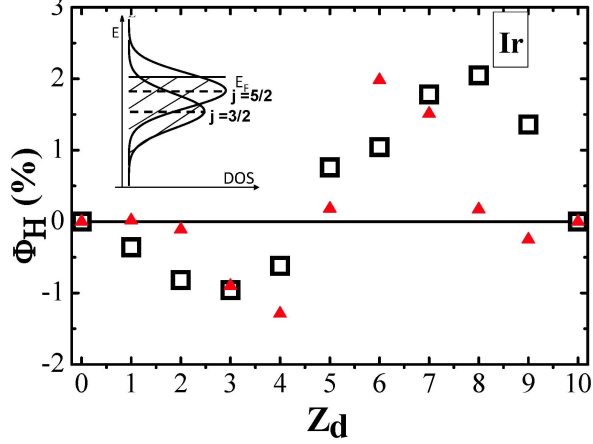 3
2
1
0
-1
-2
Φ_H (%)
E
E_F
j = 5/2
j = 3/2
DOS
Ir
0 1 2 3 4 5 6 7 8 9 10
Z_d